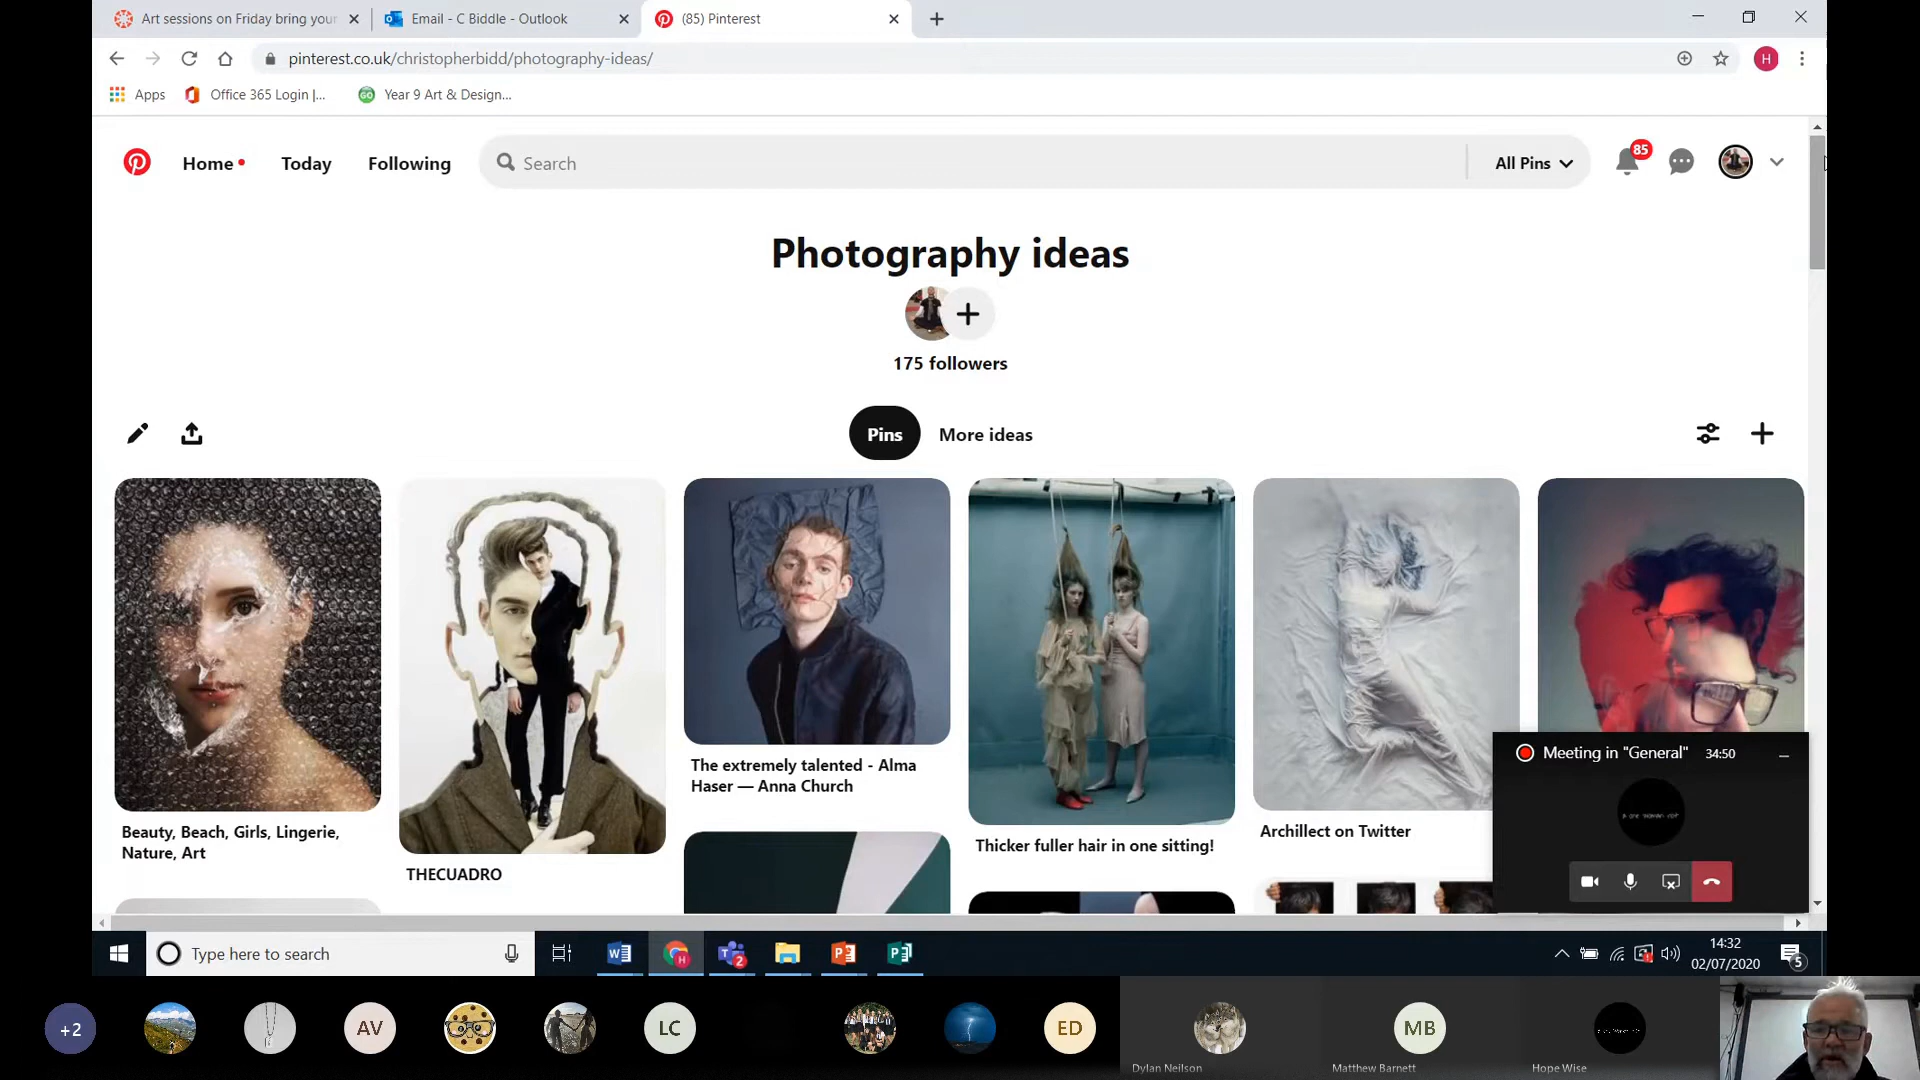 Art sessions on Friday bring your
Email - C Biddle - Outlook
(85) Pinterest
pinterest.co.uk/christopherbidd/photography-ideas/
H
Apps
Office 365 Login |...
GO
Year 9 Art & Design...
Home
Today
Following
Search
All Pins
85
Photography ideas
175 followers
Pins
More ideas
The extremely talented - Alma
Haser — Anna Church
Beauty, Beach, Girls, Lingerie,
Nature, Art
THECUADRO
Thicker fuller hair in one sitting!
Archillect on Twitter
Meeting in "General"
34:50
Type here to search
H
2
14:32
02/07/2020
5
+2
AV
LC
ED
MB
Dylan Neilson
Matthew Barnett
Hope Wise